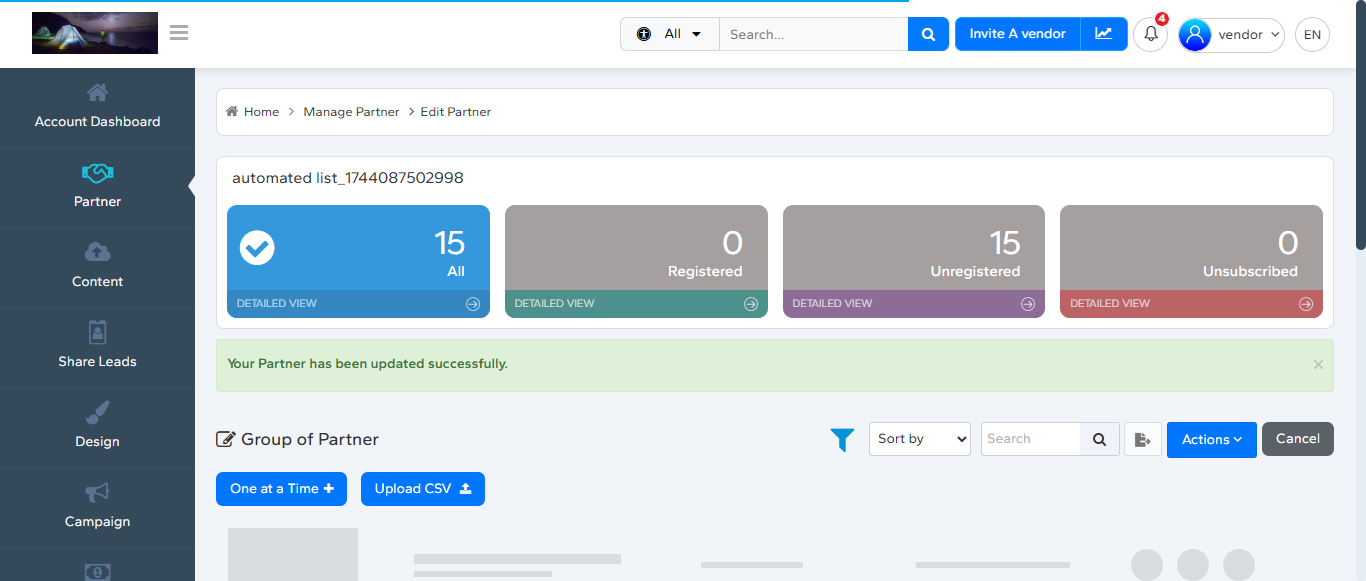 All
Search...
Invite A vendor
4
vendor
EN
Account Dashboard
Partner
Content
Share Leads
Design
Campaign
Home > Manage Partner > Edit Partner
automated list_1744087502998
15
All
DETAILED VIEW
0
Registered
DETAILED VIEW
15
Unregistered
DETAILED VIEW
0
Unsubscribed
DETAILED VIEW
Your Partner has been updated successfully.
×
Group of Partner
Sort by
Search
Actions
Cancel
One at a Time +
Upload CSV